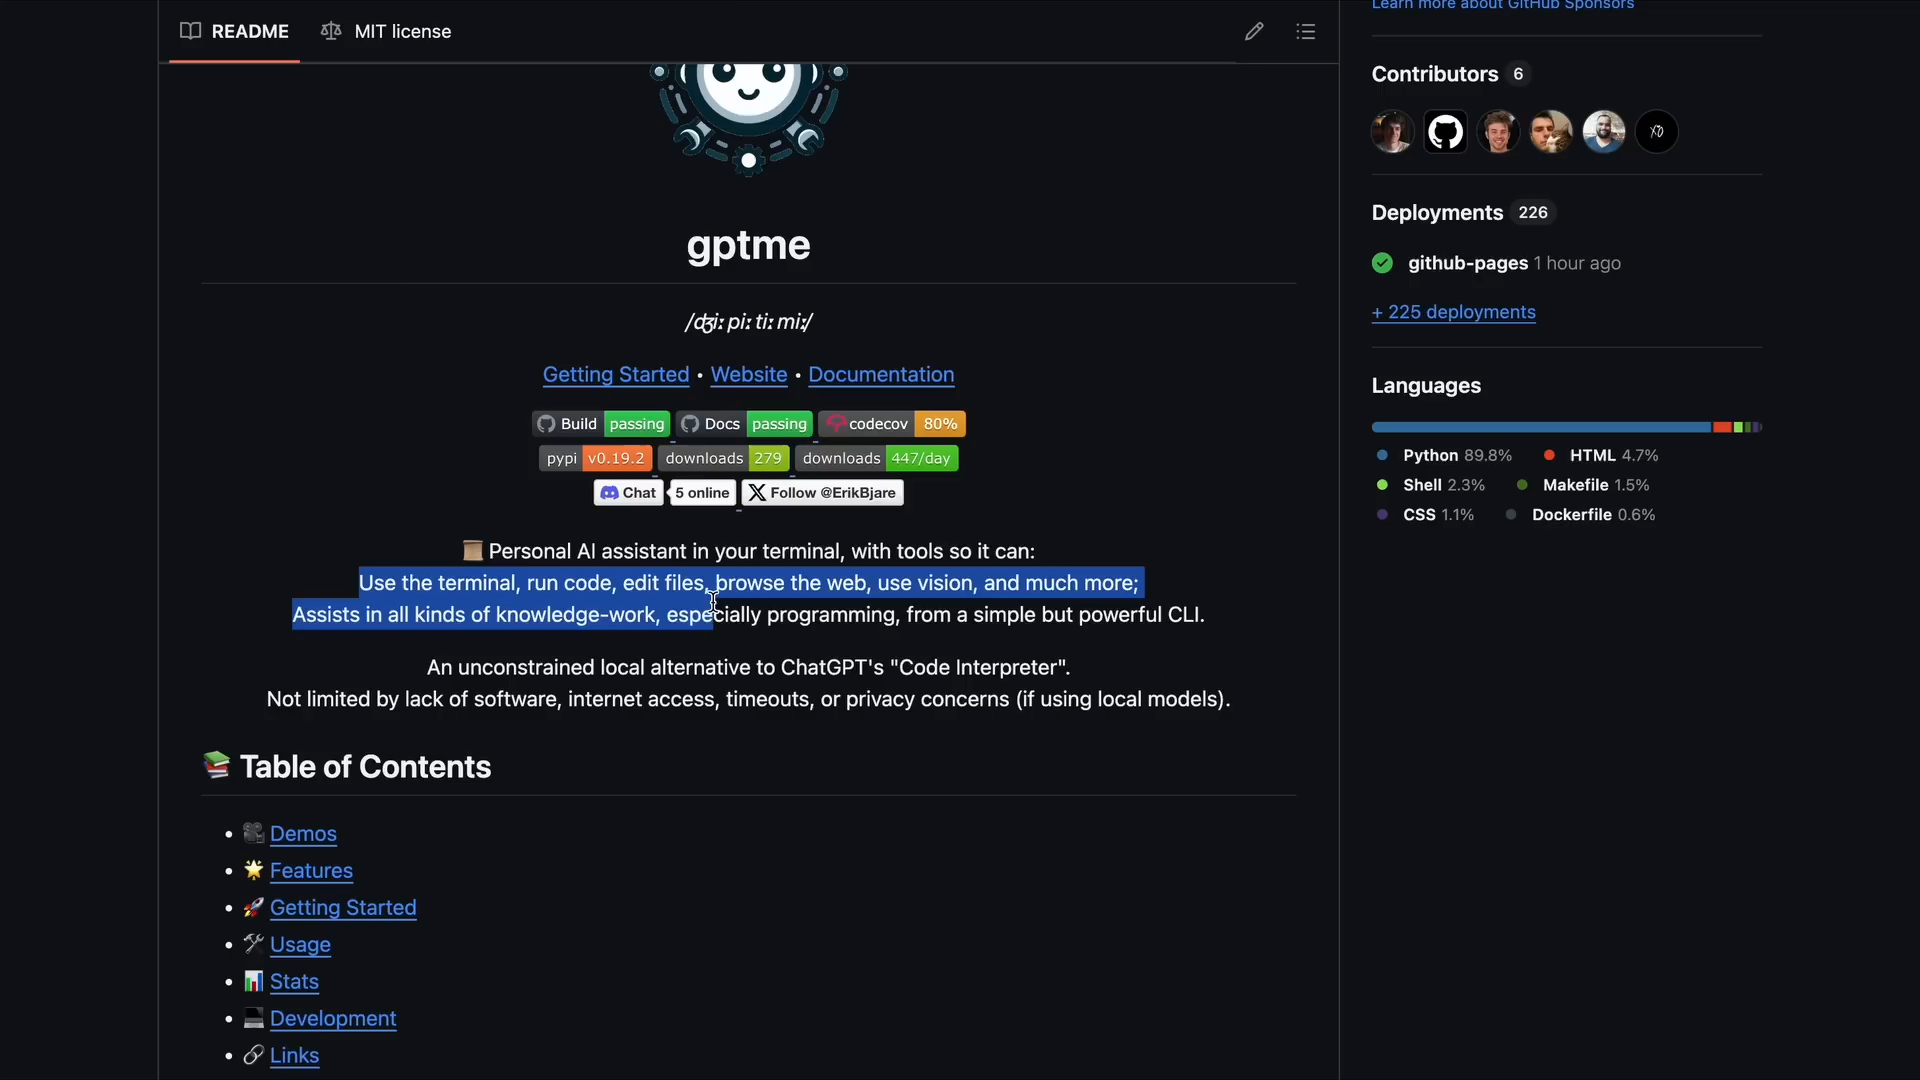 Learn more about GitHub Sponsors
README
MIT license
gptme
/ʤiː piː tiː miː/
Getting Started • Website • Documentation
Build passing Docs passing codecov 80%
pypi v0.19.2 downloads 279 downloads 447/day
Chat 5 online Follow @ErikBjare
📜 Personal AI assistant in your terminal, with tools so it can:
Use the terminal, run code, edit files, browse the web, use vision, and much more;
Assists in all kinds of knowledge-work, especially programming, from a simple but powerful CLI.
An unconstrained local alternative to ChatGPT's "Code Interpreter".
Not limited by lack of software, internet access, timeouts, or privacy concerns (if using local models).
📚 Table of Contents
• 🎥 Demos
• 🌟 Features
• 🚀 Getting Started
• 🛠 Usage
• 📊 Stats
• 💻 Development
• 🔗 Links
Contributors 6
XD
Deployments 226
github-pages 1 hour ago
+ 225 deployments
Languages
Python 89.8% HTML 4.7%
Shell 2.3% Makefile 1.5%
CSS 1.1% Dockerfile 0.6%